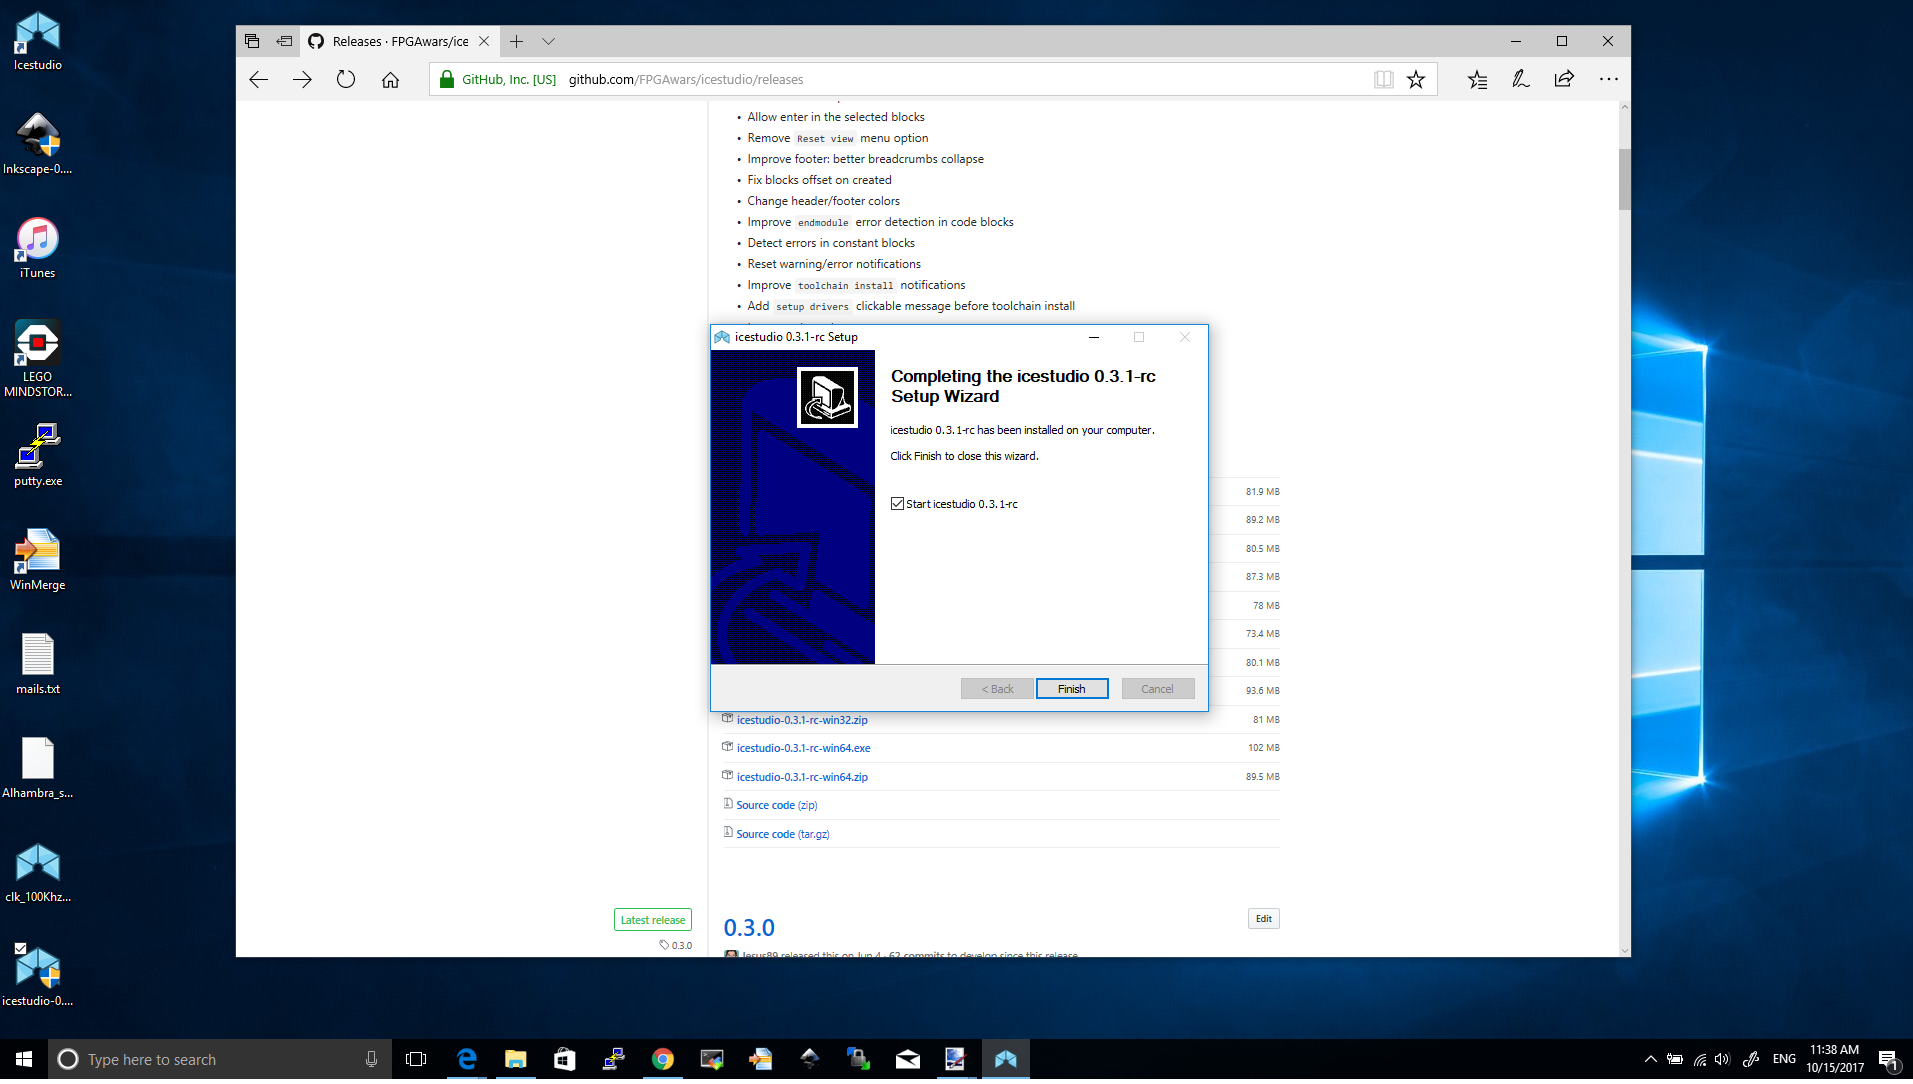 Icestudio
Inkscape-0....
iTunes
LEGO
MINDSTOR...
putty.exe
WinMerge
mails.txt
Alhambra_s...
clk_100Khz...
icestudio-0....
Releases · FPGAwars/ice
GitHub, Inc. [US] github.com/FPGAwars/icestudio/releases
• Allow enter in the selected blocks
• Remove Reset view menu option
• Improve footer: better breadcrumbs collapse
• Fix blocks offset on created
• Change header/footer colors
• Improve endmodule error detection in code blocks
• Detect errors in constant blocks
• Reset warning/error notifications
• Improve toolchain install notifications
• Add setup drivers clickable message before toolchain install
icestudio 0.3.1-rc Setup
Completing the icestudio 0.3.1-rc
Setup Wizard
icestudio 0.3.1-rc has been installed on your computer.
Click Finish to close this wizard.
Start icestudio 0.3.1-rc
< Back Finish Cancel
81.9 MB
89.2 MB
80.5 MB
87.3 MB
78 MB
73.4 MB
80.1 MB
93.6 MB
icestudio-0.3.1-rc-win32.zip 81 MB
icestudio-0.3.1-rc-win64.exe 102 MB
icestudio-0.3.1-rc-win64.zip 89.5 MB
Source code (zip)
Source code (tar.gz)
Latest release
0.3.0
0.3.0
Edit
Jesus89 released this on Jun 4 · 62 commits to develop since this release
Type here to search
ENG
11:38 AM
10/15/2017
1